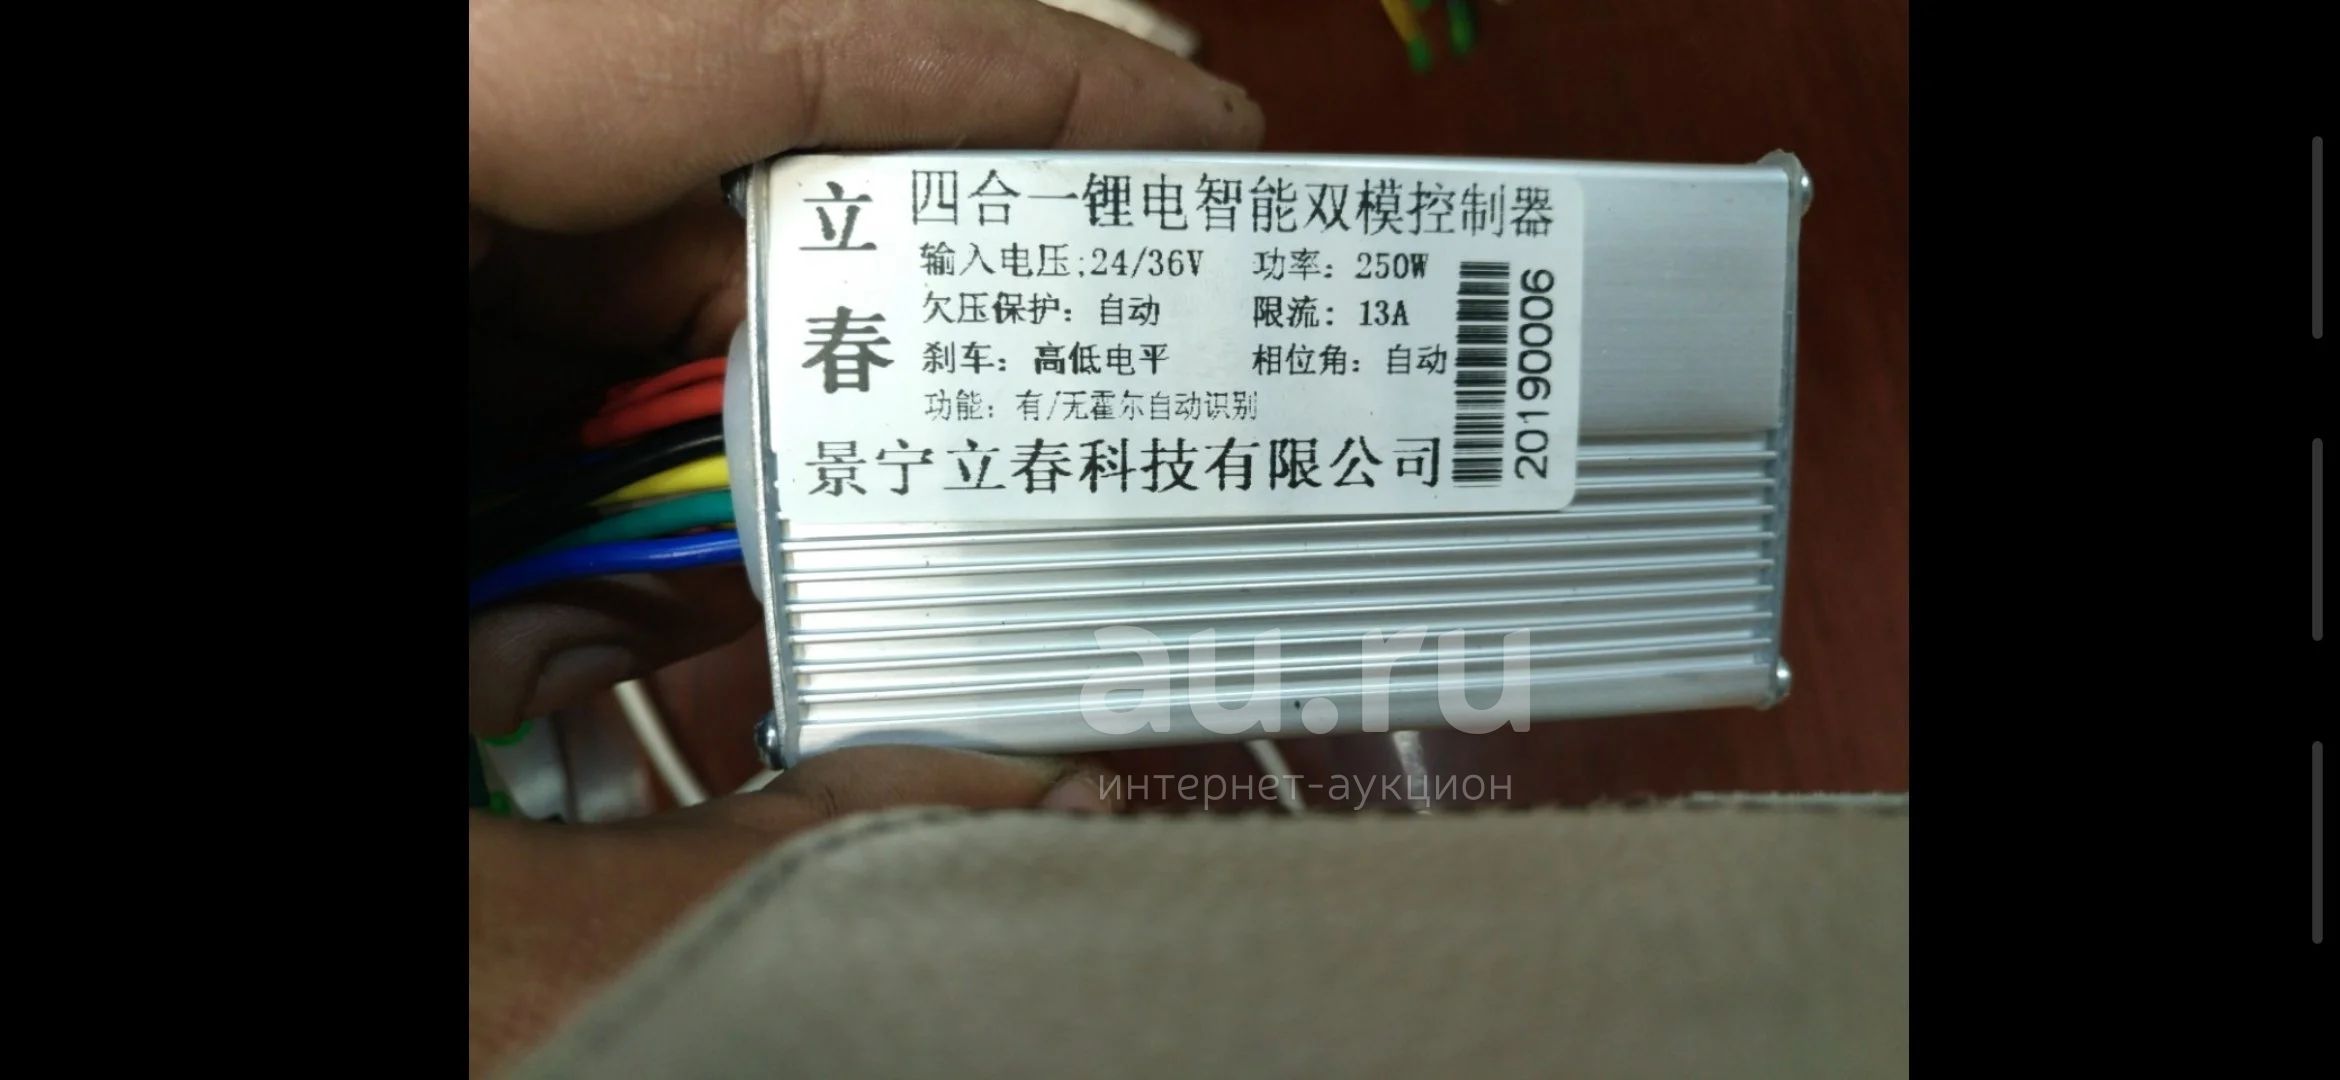 立春
四合一锂电智能双模控制器
输入电压:24/36V 功率: 250W
欠压保护: 自动 限流: 13A
刹车: 高低电平 相位角: 自动
功能: 有/无霍尔自动识别
景宁立春科技有限公司
20190006
au.ru
интернет-аукцион